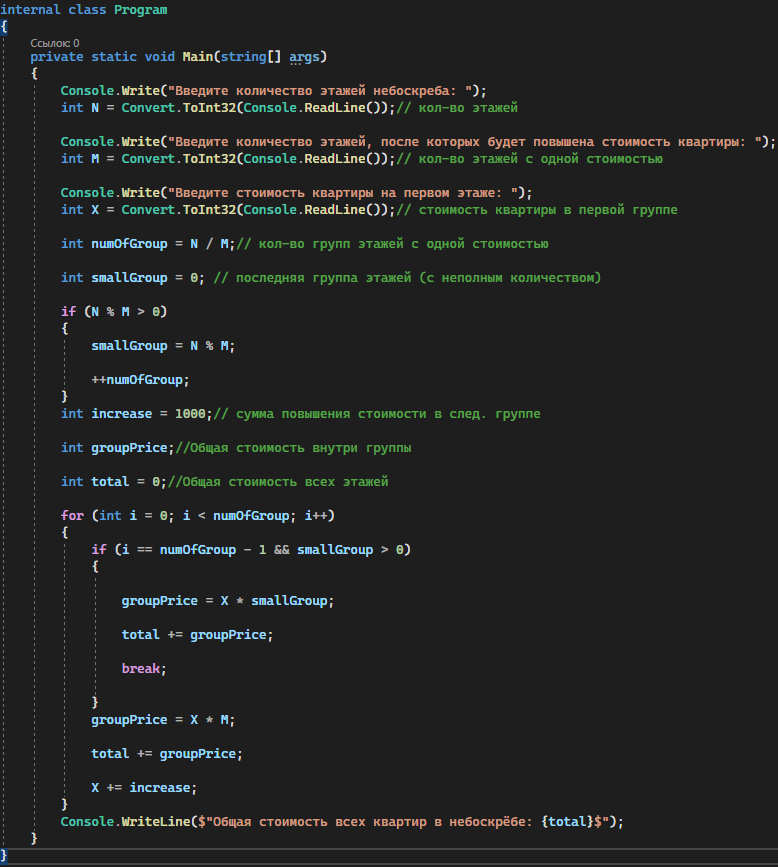 internal class Program
{
Ссылок: 0
private static void Main(string[] args)
{
Console.Write("Введите количество этажей небоскреба: ");
int N = Convert.ToInt32(Console.ReadLine());// кол-во этажей
Console.Write("Введите количество этажей, после которых будет повышена стоимость квартиры: ");
int M = Convert.ToInt32(Console.ReadLine());// кол-во этажей с одной стоимостью
Console.Write("Введите стоимость квартиры на первом этаже: ");
int X = Convert.ToInt32(Console.ReadLine());// стоимость квартиры в первой группе
int numOfGroup = N / M;// кол-во групп этажей с одной стоимостью
int smallGroup = 0; // последняя группа этажей (с неполным количеством)
if (N % M > 0)
{
smallGroup = N % M;
++numOfGroup;
}
int increase = 1000;// сумма повышения стоимости в след. группе
int groupPrice;//Общая стоимость внутри группы
int total = 0;//Общая стоимость всех этажей
for (int i = 0; i < numOfGroup; i++)
{
if (i == numOfGroup - 1 && smallGroup > 0)
{
groupPrice = X * smallGroup;
total += groupPrice;
break;
}
groupPrice = X * M;
total += groupPrice;
X += increase;
}
Console.WriteLine($"Общая стоимость всех квартир в небоскрёбе: {total}$");
}
}